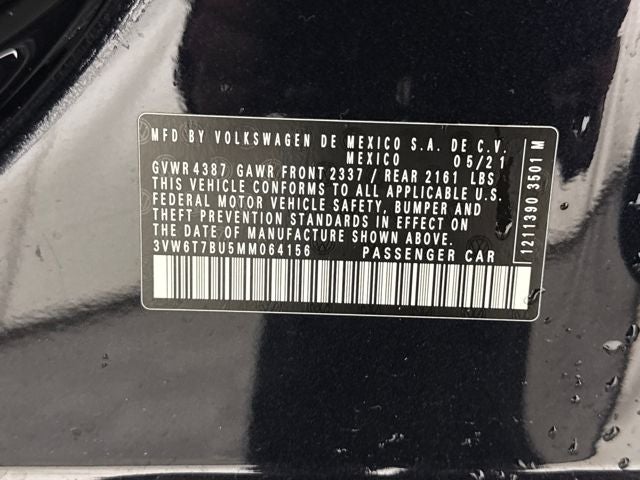 MFD BY VOLKSWAGEN DE MEXICO S.A. DE C.V.
MEXICO 05/21
GVWR 4387 GAWR FRONT 2337 / REAR 2161 LBS
THIS VEHICLE CONFORMS TO ALL APPLICABLE U.S.
FEDERAL MOTOR VEHICLE SAFETY, BUMPER AND
THEFT PREVENTION STANDARDS IN EFFECT ON
THE DATE OF MANUFACTURE SHOWN ABOVE.
3VW6T7BU5MM064156 PASSENGER CAR
1211390 3501 M